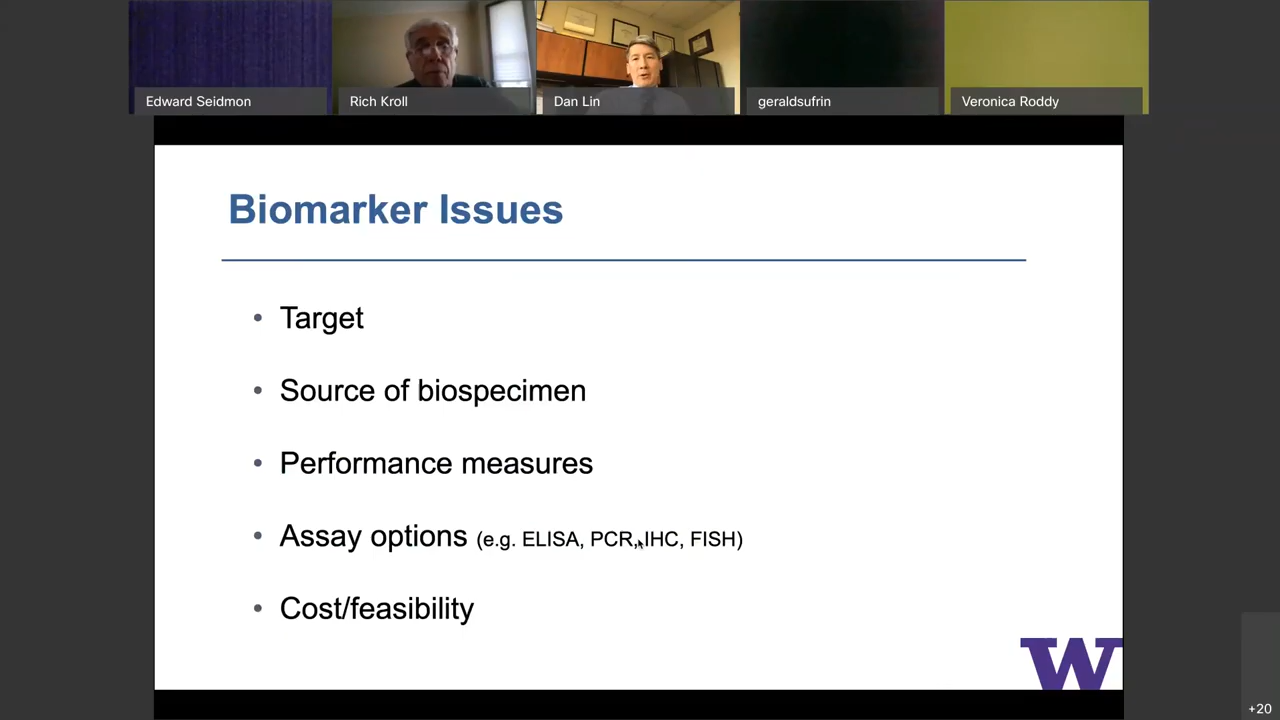 Edward Seidmon
Rich Kroll
Dan Lin
geraldsufrin
Veronica Roddy
Biomarker Issues
• Target
• Source of biospecimen
• Performance measures
• Assay options (e.g. ELISA, PCR, IHC, FISH)
• Cost/feasibility
W
+20